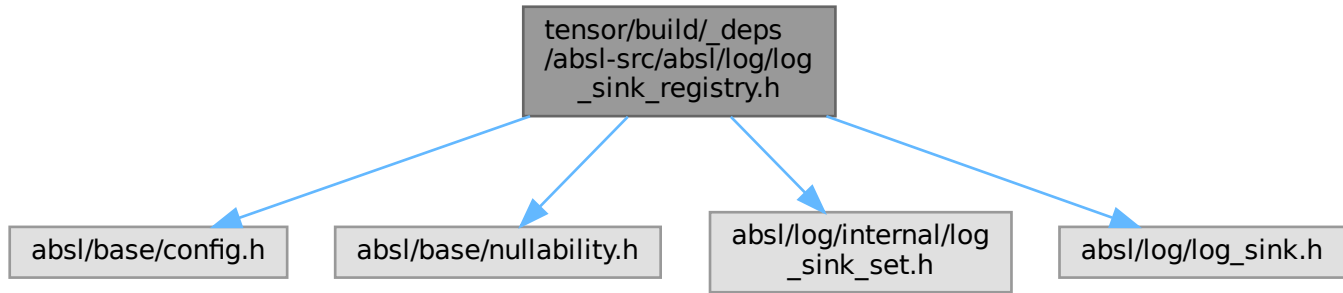 tensor/build/_deps
/absl-src/absl/log/log
_sink_registry.h
absl/base/config.h
absl/base/nullability.h
absl/log/internal/log
_sink_set.h
absl/log/log_sink.h